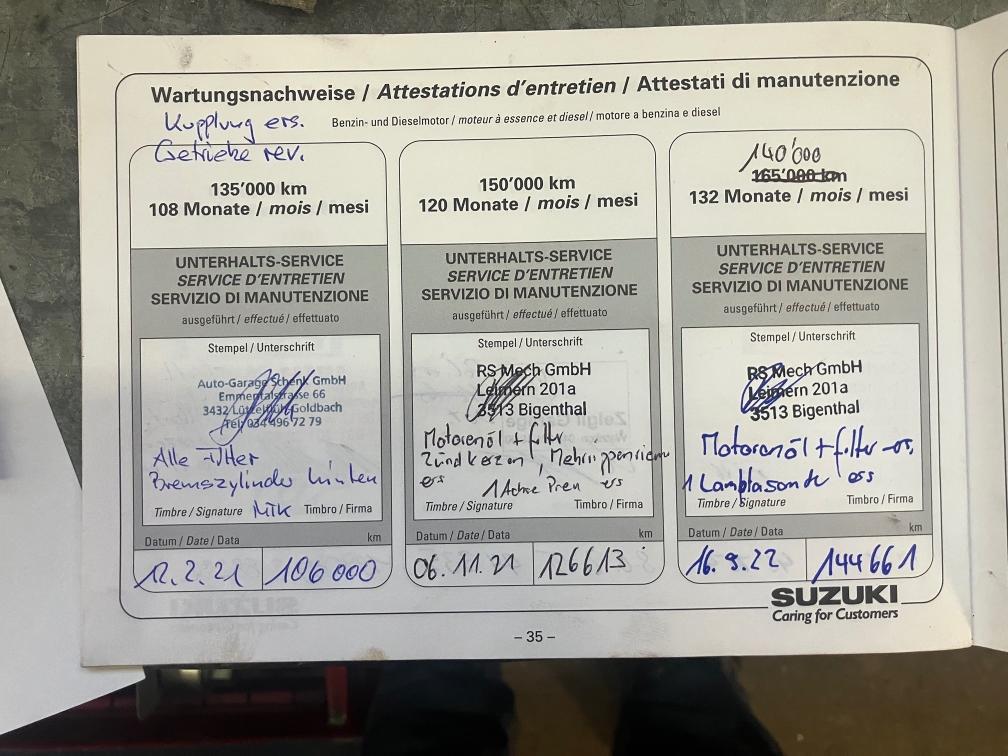 Wartungsnachweise / Attestations d'entretien / Attestati di manutenzione
Benzin- und Dieselmotor / moteur à essence et diesel / motore a benzina e diesel
Kupplung ers.
Getriebe rev.
135'000 km
108 Monate / mois / mesi
UNTERHALTS-SERVICE
SERVICE D'ENTRETIEN
SERVIZIO DI MANUTENZIONE
ausgeführt / effectué / effettuato
Stempel / Unterschrift
Auto-Garage Schenk GmbH
Emmentalstrasse 66
3432 Lützelflüh-Goldbach
Tel. 034 496 72 79
Alle Filter
Bremszylinder hinten
MTK
Timbre / Signature Timbro / Firma
Datum / Date / Data km
12.2.21 106000
150'000 km
120 Monate / mois / mesi
UNTERHALTS-SERVICE
SERVICE D'ENTRETIEN
SERVIZIO DI MANUTENZIONE
ausgeführt / effectué / effettuato
Stempel / Unterschrift
RS Mech GmbH
Leimern 201a
3513 Bigenthal
Motorenöl + filter
Zündkerzen, Mehrrippenriem
ers
1 ers
Timbre / Signature Timbro / Firma
Datum / Date / Data km
06.11.21 126613
140'000
165'000 km
132 Monate / mois / mesi
UNTERHALTS-SERVICE
SERVICE D'ENTRETIEN
SERVIZIO DI MANUTENZIONE
ausgeführt / effectué / effettuato
Stempel / Unterschrift
RS Mech GmbH
Leimern 201a
3513 Bigenthal
Motorenöl + filter ers.
1 Lambdasonde ers
Timbre / Signature Timbro / Firma
Datum / Date / Data km
16.9.22 144661
SUZUKI
Caring for Customers
– 35 –